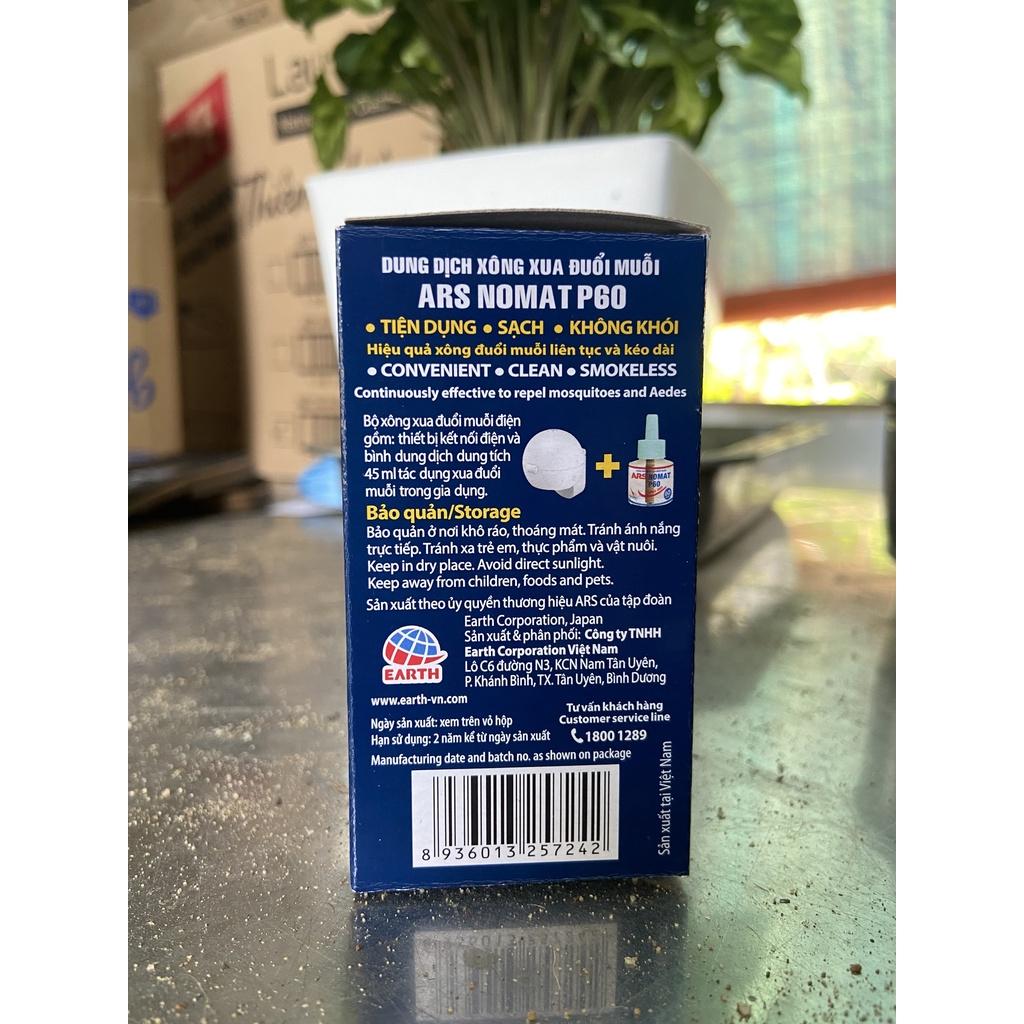 DUNG DỊCH XÔNG XUA ĐUỔI MUỖI
ARS NOMAT P60
• TIỆN DỤNG • SẠCH • KHÔNG KHÓI
Hiệu quả xông đuổi muỗi liên tục và kéo dài
• CONVENIENT • CLEAN • SMOKELESS
Continuously effective to repel mosquitoes and Aedes
Bộ xông xua đuổi muỗi điện
gồm: thiết bị kết nối điện và
bình dung dịch dung tích
45 ml tác dụng xua đuổi
muỗi trong gia dụng.
+
ARS NOMAT
P60
Bảo quản/Storage
Bảo quản ở nơi khô ráo, thoáng mát. Tránh ánh nắng
trực tiếp. Tránh xa trẻ em, thực phẩm và vật nuôi.
Keep in dry place. Avoid direct sunlight.
Keep away from children, foods and pets.
Sản xuất theo ủy quyền thương hiệu ARS của tập đoàn
Earth Corporation, Japan
Sản xuất & phân phối: Công ty TNHH
Earth Corporation Việt Nam
Lô C6 đường N3, KCN Nam Tân Uyên,
P. Khánh Bình, TX. Tân Uyên, Bình Dương
EARTH
www.earth-vn.com
Ngày sản xuất: xem trên vỏ hộp
Hạn sử dụng: 2 năm kể từ ngày sản xuất
Tư vấn khách hàng
Customer service line
1800 1289
Manufacturing date and batch no. as shown on package
Sản xuất tại Việt Nam
8 936013 257242